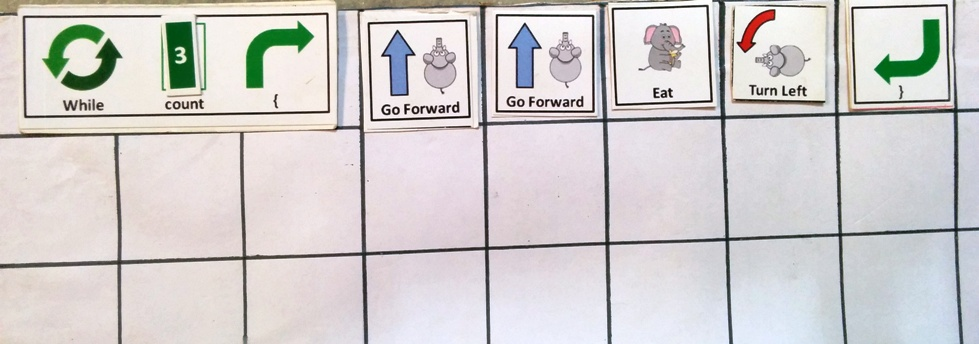 3
While count {
Go Forward
Go Forward
Eat
Turn Left
}